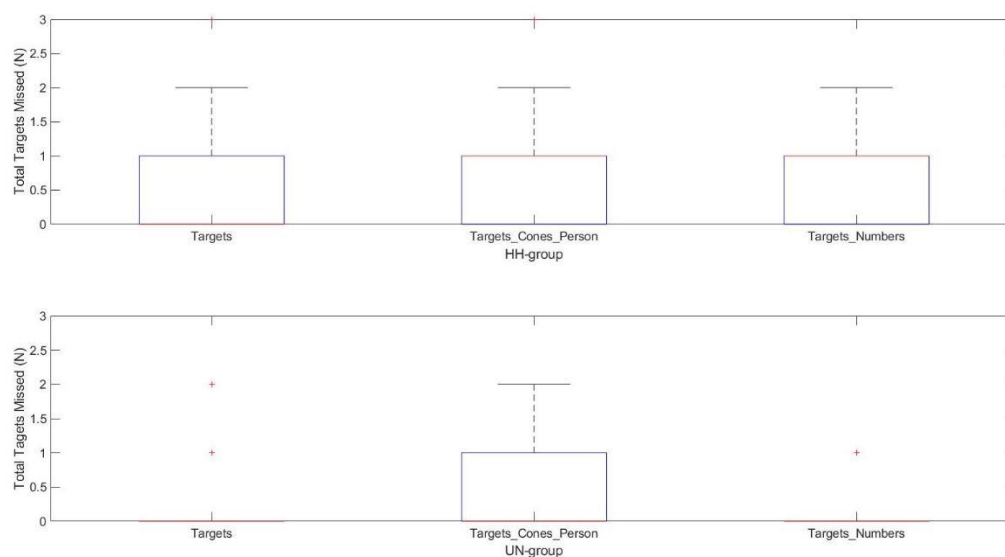 Total Targets Missed (N)
3
2.5
2
1.5
1
0.5
0
Targets
Targets_Cones_Person
Targets_Numbers
HH-group
Total Tagets Missed (N)
3
2.5
2
1.5
1
0.5
0
Targets
Targets_Cones_Person
Targets_Numbers
UN-group